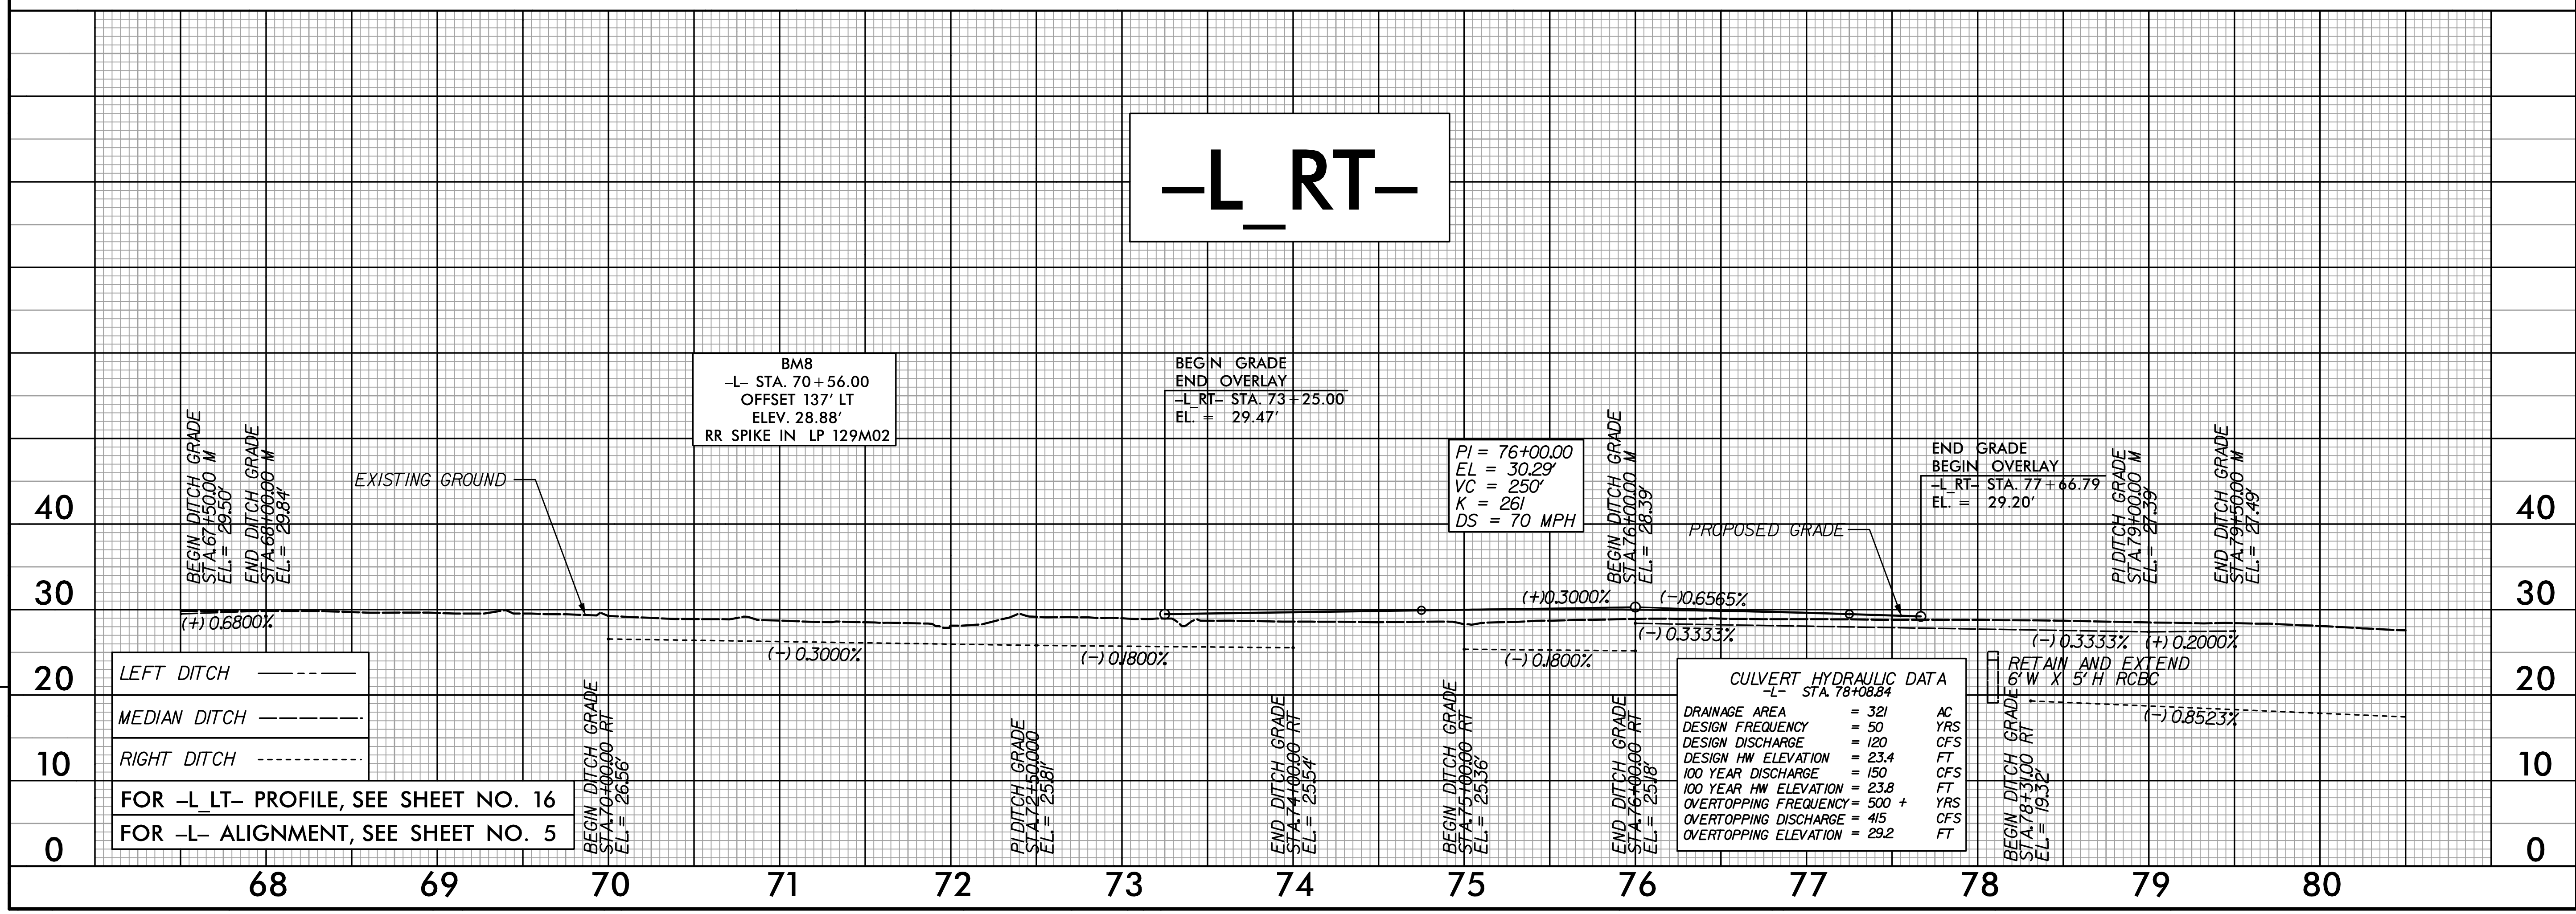 –L_RT–
BM8
–L– STA. 70+56.00
OFFSET 137' LT
ELEV. 28.88'
RR SPIKE IN LP 129M02
BEGIN GRADE
END OVERLAY
–L_RT– STA. 73+25.00
EL. = 29.47'
PI = 76+00.00
EL = 30.29'
VC = 250'
K = 261
DS = 70 MPH
END GRADE
BEGIN OVERLAY
–L_RT– STA. 77+66.79
EL. = 29.20'
BEGIN DITCH GRADE
STA.67+50.00 M
EL.= 29.50'
END DITCH GRADE
STA.68+00.00 M
EL.= 29.84'
EXISTING GROUND
BEGIN DITCH GRADE
STA.76+00.00 M
EL.= 28.39'
PROPOSED GRADE
PI DITCH GRADE
STA.79+00.00 M
EL.= 27.39'
END DITCH GRADE
STA.79+50.00 M
EL.= 27.49'
40
40
30
30
20
20
10
10
0
0
(+)0.6800%
(-)0.3000%
(-)0.1800%
(-)0.1800%
(+)0.3000%
(-)0.6565%
(-)0.3333%
(-)0.3333%
(+)0.2000%
(-)0.8523%
LEFT DITCH
MEDIAN DITCH
RIGHT DITCH
FOR –L_LT– PROFILE, SEE SHEET NO. 16
FOR –L– ALIGNMENT, SEE SHEET NO. 5
BEGIN DITCH GRADE
STA.70+00.00 RT
EL.= 26.56'
PI DITCH GRADE
STA.72+50.000
EL.= 25.81'
END DITCH GRADE
STA.74+00.00 RT
EL.= 25.54'
BEGIN DITCH GRADE
STA.75+00.00 RT
EL.= 25.36'
END DITCH GRADE
STA.76+00.00 RT
EL.= 25.18'
CULVERT HYDRAULIC DATA
-L- STA. 78+08.84
DRAINAGE AREA = 321 AC
DESIGN FREQUENCY = 50 YRS
DESIGN DISCHARGE = 120 CFS
DESIGN HW ELEVATION = 23.4 FT
100 YEAR DISCHARGE = 150 CFS
100 YEAR HW ELEVATION = 23.8 FT
OVERTOPPING FREQUENCY = 500 + YRS
OVERTOPPING DISCHARGE = 415 CFS
OVERTOPPING ELEVATION = 29.2 FT
RETAIN AND EXTEND
6'W X 5'H RCBC
BEGIN DITCH GRADE
STA.78+31.00 RT
EL.= 19.32'
68 69 70 71 72 73 74 75 76 77 78 79 80